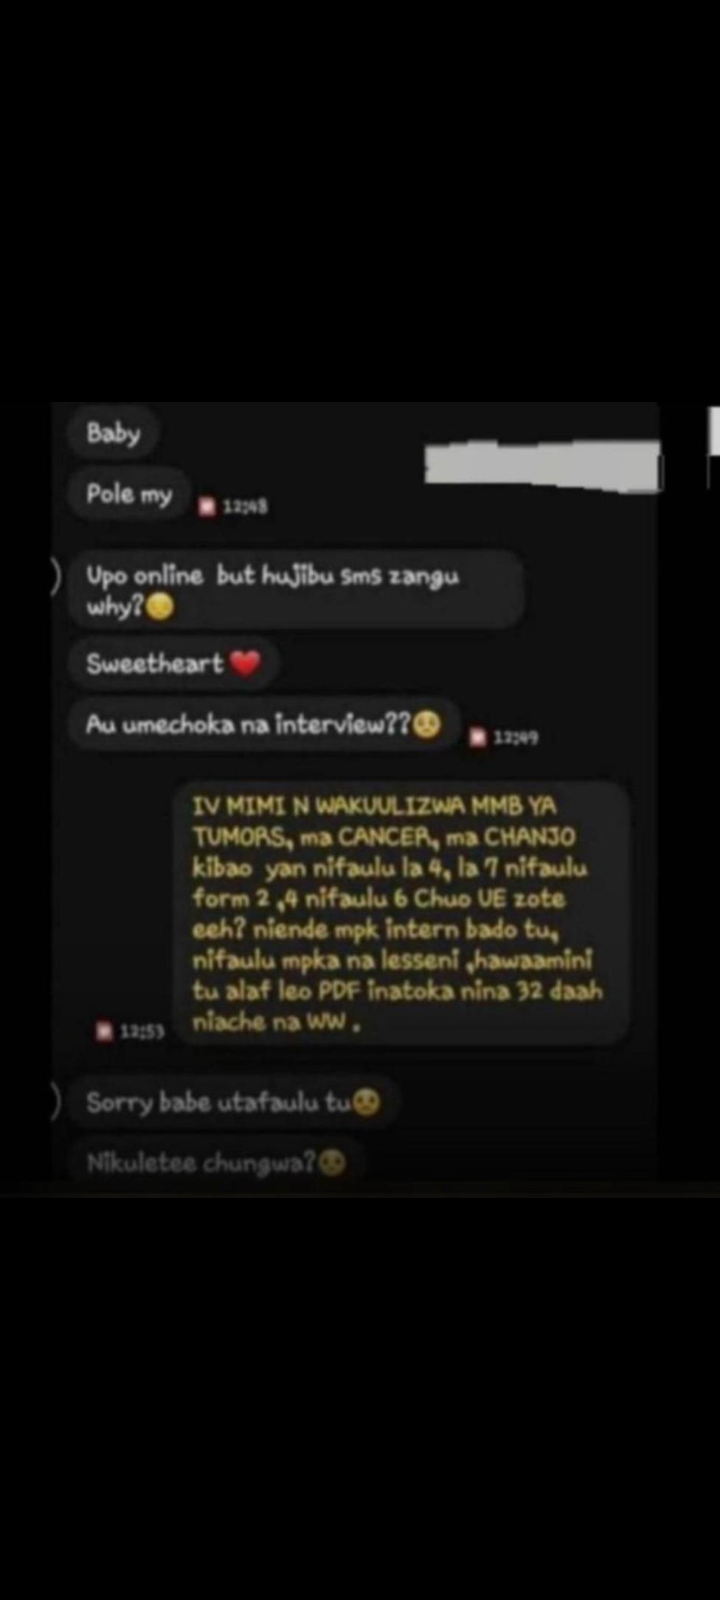 Baby
Pole my
12:48
Upo online but hujibu sms zangu
why?😔
Sweetheart ❤️
Au umechoka na interview??🥺
12:49
IV MIMI N WAKUULIZWA MMB YA
TUMORS, ma CANCER, ma CHANJO
kibao yan nifaulu la 4, la 7 nifaulu
form 2 ,4 nifaulu 6 Chuo UE zote
eeh? niende mpk intern bado tu,
nifaulu mpka na lesseni ,hawaamini
tu alaf leo PDF inatoka nina 32 daah
niache na WW .
12:53
Sorry babe utafaulu tu🥺
Nikuletee chungwa?🥺